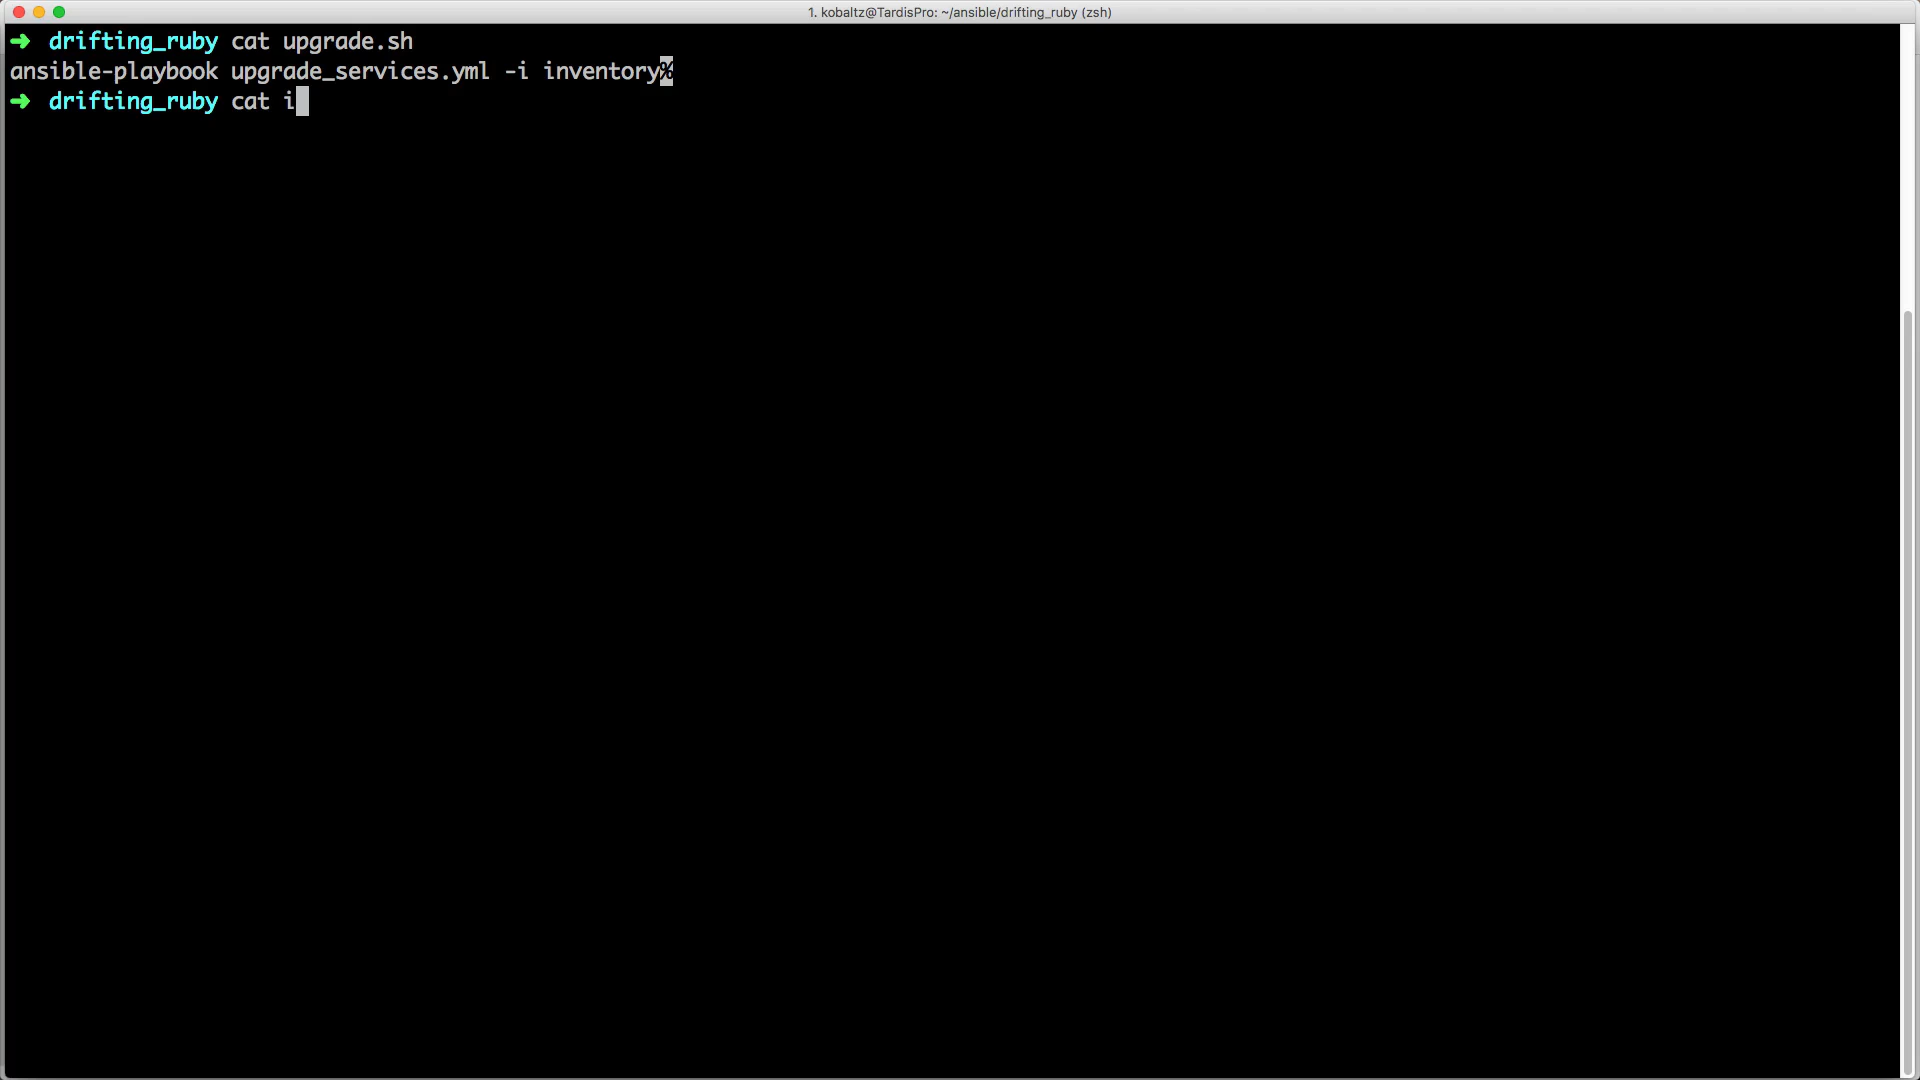 1. kobaltz@TardisPro: ~/ansible/drifting_ruby (zsh)
➜ drifting_ruby cat upgrade.sh
ansible-playbook upgrade_services.yml -i inventory%
➜ drifting_ruby cat i